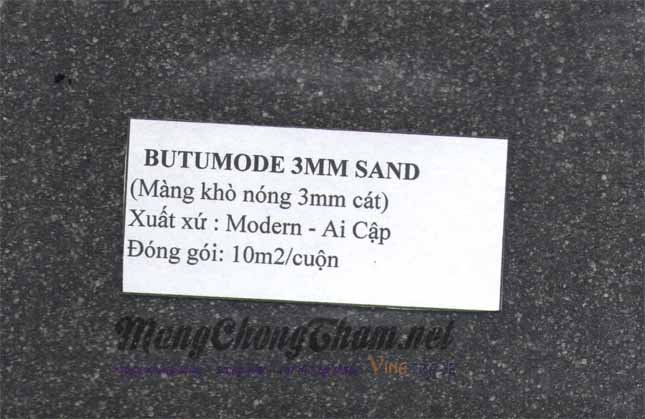 BUTUMODE 3MM SAND
(Màng khò nóng 3mm cát)
Xuất xứ : Modern - Ai Cập
Đóng gói: 10m2/cuộn
MangChongTham.net